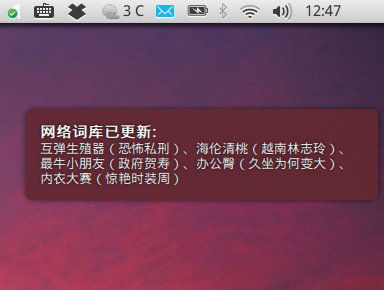 3 C 12:47
网络词库已更新:
互弹生殖器（恐怖私刑）、海伦清桃（越南林志玲）、
最牛小朋友（政府贺寿）、办公臀（久坐为何变大）、
内衣大赛（惊艳时装周）